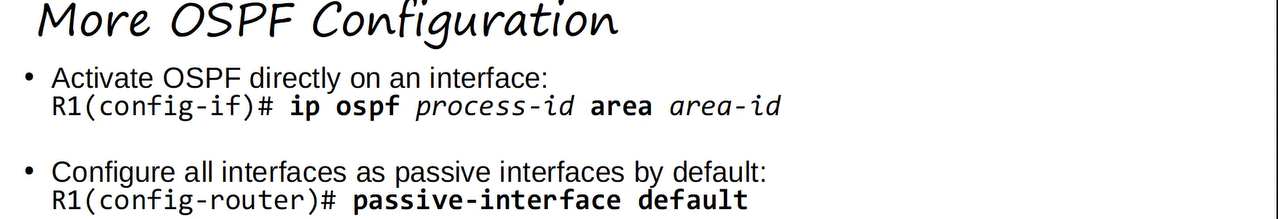 More OSPF Configuration
• Activate OSPF directly on an interface:
R1(config-if)# ip ospf process-id area area-id
• Configure all interfaces as passive interfaces by default:
R1(config-router)# passive-interface default